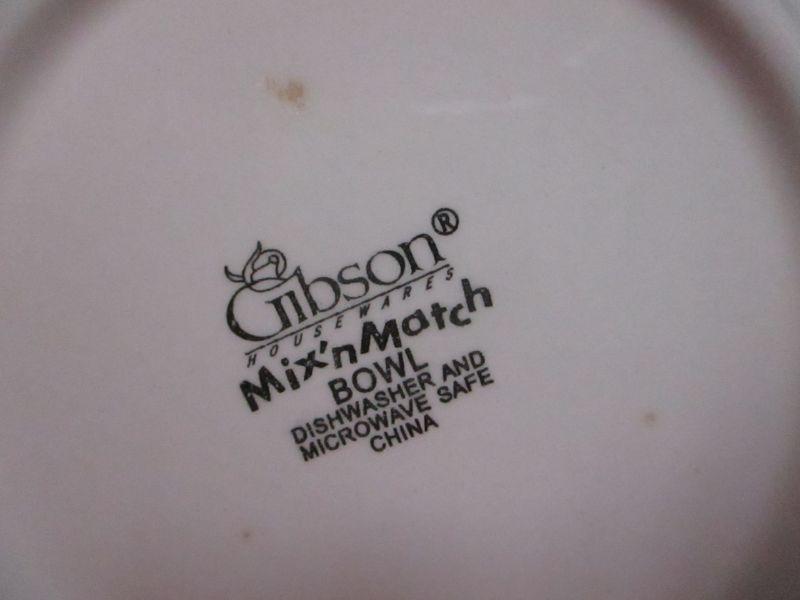 Gibson®
HOUSEWARES
Mix'nMatch
BOWL
DISHWASHER AND
MICROWAVE SAFE
CHINA